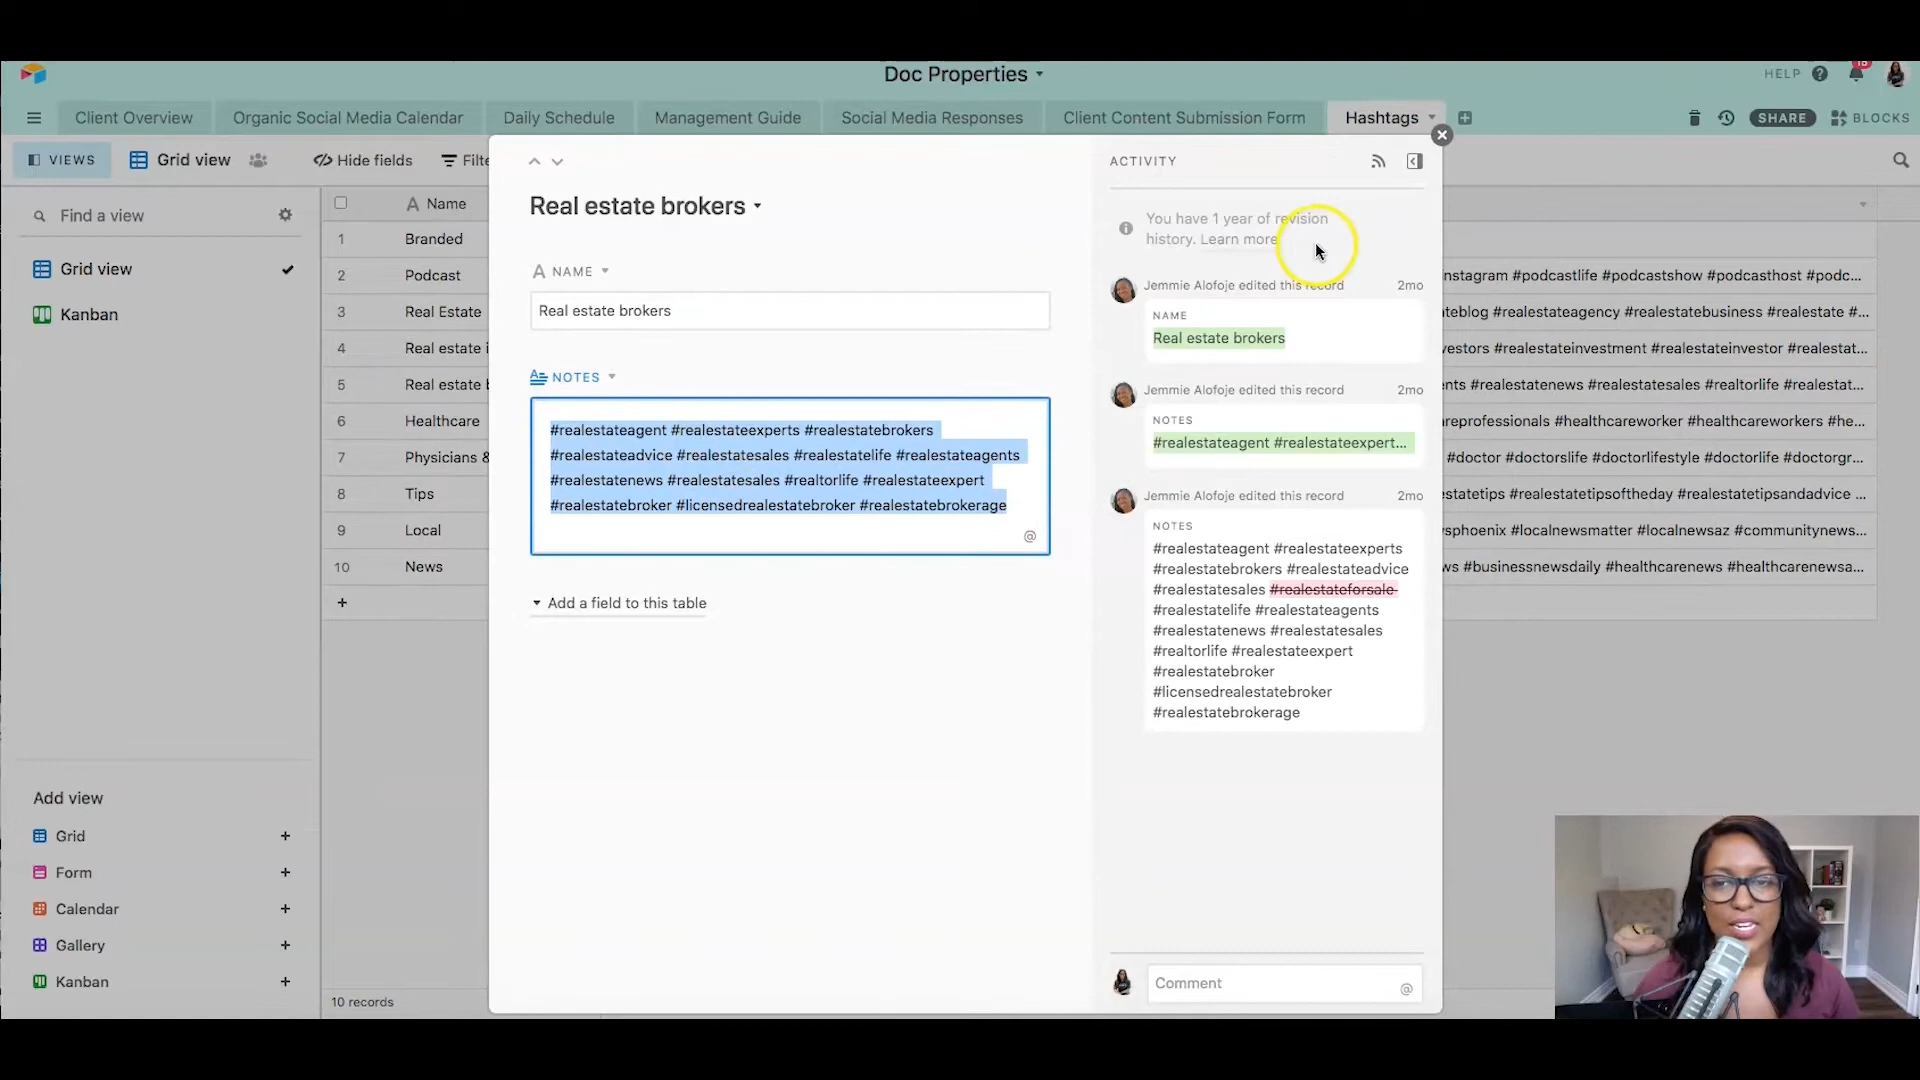 Doc Properties
HELP
15
Client Overview
Organic Social Media Calendar
Daily Schedule
Management Guide
Social Media Responses
Client Content Submission Form
Hashtags
SHARE
BLOCKS
VIEWS
Grid view
Hide fields
Filte
Find a view
Grid view
Kanban
Add view
Grid
Form
Calendar
Gallery
Kanban
A Name
1 Branded
2 Podcast
3 Real Estate
4 Real estate i
5 Real estate b
6 Healthcare
7 Physicians &
8 Tips
9 Local
10 News
10 records
Real estate brokers
A NAME
Real estate brokers
NOTES
#realestateagent #realestateexperts #realestatebrokers
#realestateadvice #realestatesales #realestatelife #realestateagents
#realestatenews #realestatesales #realtorlife #realestateexpert
#realestatebroker #licensedrealestatebroker #realestatebrokerage
@
Add a field to this table
ACTIVITY
You have 1 year of revision
history. Learn more
Jemmie Alofoje edited this record 2mo
NAME
Real estate brokers
Jemmie Alofoje edited this record 2mo
NOTES
#realestateagent #realestateexpert...
Jemmie Alofoje edited this record 2mo
NOTES
#realestateagent #realestateexperts
#realestatebrokers #realestateadvice
#realestatesales #realestateforsale
#realestatelife #realestateagents
#realestatenews #realestatesales
#realtorlife #realestateexpert
#realestatebroker
#licensedrealestatebroker
#realestatebrokerage
Comment
@
nstagram #podcastlife #podcastshow #podcasthost #podc...
teblog #realestateagency #realestatebusiness #realestate #...
vestors #realestateinvestment #realestateinvestor #realestat...
nts #realestatenews #realestatesales #realtorlife #realestat...
areprofessionals #healthcareworker #healthcareworkers #he...
#doctor #doctorslife #doctorlifestyle #doctorlife #doctorgr...
estatetips #realestatetipsoftheday #realestatetipsandadvice ...
wsphoenix #localnewsmatter #localnewsaz #communitynews...
ws #businessnewsdaily #healthcarenews #healthcarenewsa...